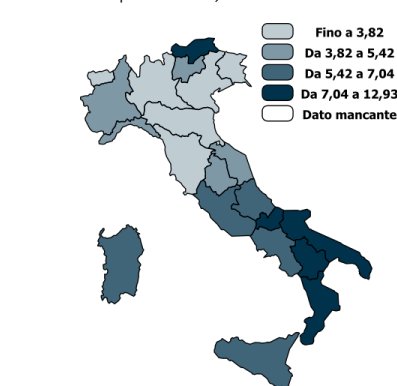 Fino a 3,82
Da 3,82 a 5,42
Da 5,42 a 7,04
Da 7,04 a 12,93
Dato mancante